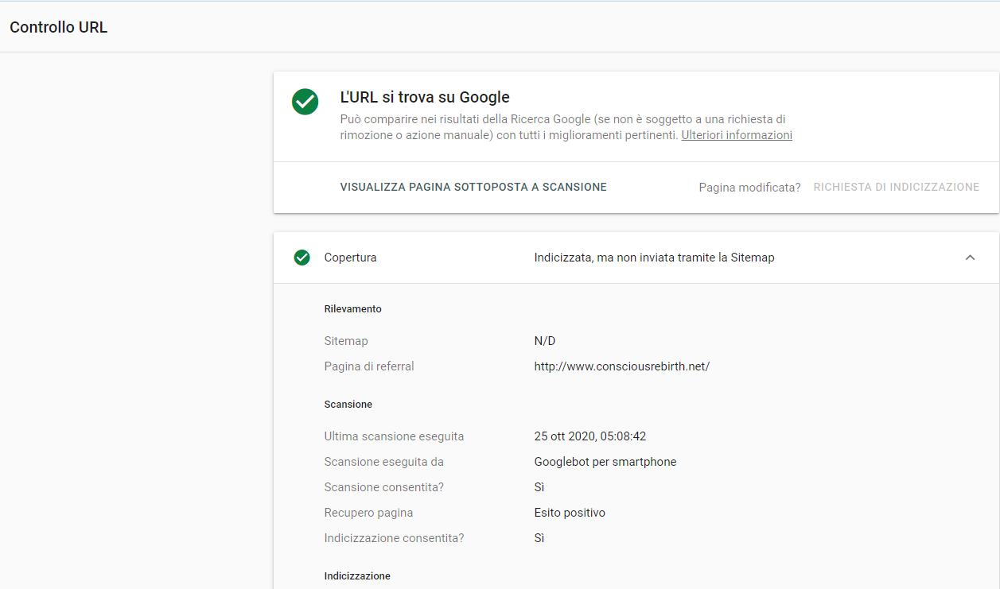 Controllo URL
L'URL si trova su Google
Può comparire nei risultati della Ricerca Google (se non è soggetto a una richiesta di
rimozione o azione manuale) con tutti i miglioramenti pertinenti. Ulteriori informazioni
VISUALIZZA PAGINA SOTTOPOSTA A SCANSIONE Pagina modificata? RICHIESTA DI INDICIZZAZIONE
Copertura Indicizzata, ma non inviata tramite la Sitemap
Rilevamento
Sitemap N/D
Pagina di referral http://www.consciousrebirth.net/
Scansione
Ultima scansione eseguita 25 ott 2020, 05:08:42
Scansione eseguita da Googlebot per smartphone
Scansione consentita? Sì
Recupero pagina Esito positivo
Indicizzazione consentita? Sì
Indicizzazione